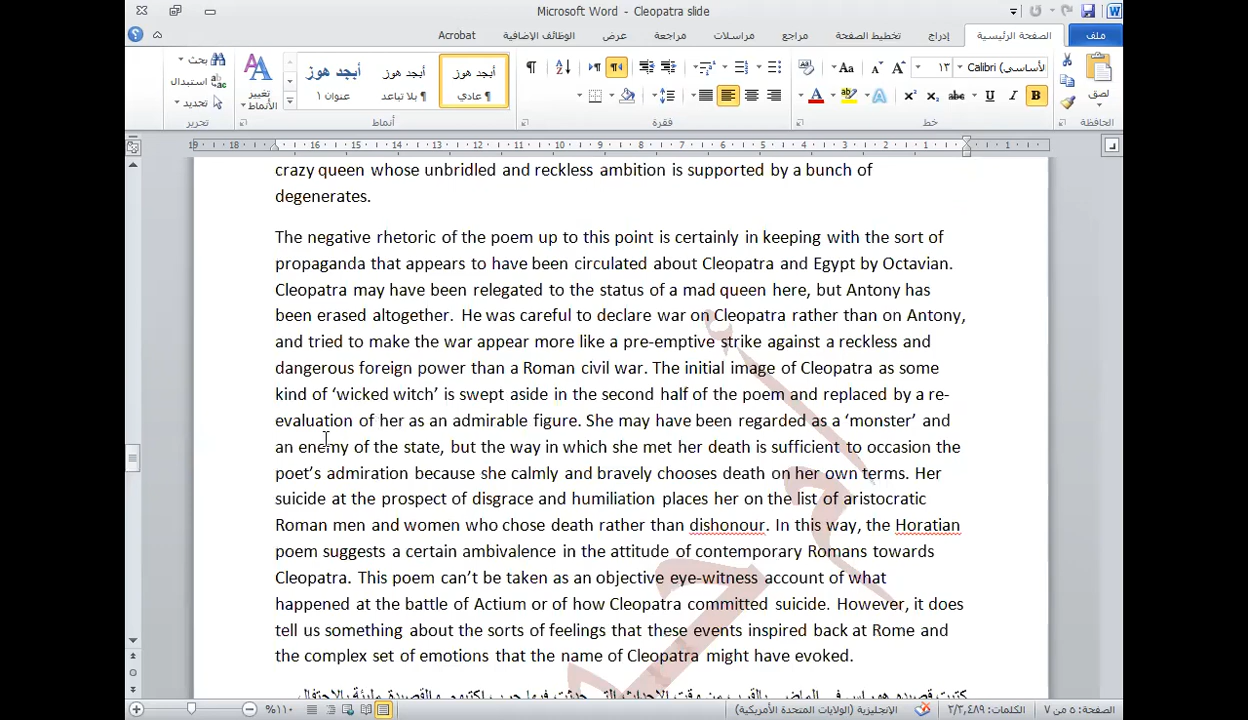 Microsoft Word - Cleopatra slide
ملف
الصفحة الرئيسية
إدراج
تخطيط الصفحة
مراجع
مراسلات
مراجعة
عرض
الوظائف الإضافية
Acrobat
لصق
الحافظة
Calibri (الأساسي)
١٣
خط
فقرة
أبجد هوز
¶ عادي
أبجد هوز
¶ بلا تباعد
أبجد هوز
عنوان ١
تغيير الأنماط
أنماط
بحث
استبدال
تحديد
تحرير
crazy queen whose unbridled and reckless ambition is supported by a bunch of
degenerates.
The negative rhetoric of the poem up to this point is certainly in keeping with the sort of
propaganda that appears to have been circulated about Cleopatra and Egypt by Octavian.
Cleopatra may have been relegated to the status of a mad queen here, but Antony has
been erased altogether. He was careful to declare war on Cleopatra rather than on Antony,
and tried to make the war appear more like a pre-emptive strike against a reckless and
dangerous foreign power than a Roman civil war. The initial image of Cleopatra as some
kind of ‘wicked witch’ is swept aside in the second half of the poem and replaced by a re-
evaluation of her as an admirable figure. She may have been regarded as a ‘monster’ and
an enemy of the state, but the way in which she met her death is sufficient to occasion the
poet’s admiration because she calmly and bravely chooses death on her own terms. Her
suicide at the prospect of disgrace and humiliation places her on the list of aristocratic
Roman men and women who chose death rather than dishonour. In this way, the Horatian
poem suggests a certain ambivalence in the attitude of contemporary Romans towards
Cleopatra. This poem can’t be taken as an objective eye-witness account of what
happened at the battle of Actium or of how Cleopatra committed suicide. However, it does
tell us something about the sorts of feelings that these events inspired back at Rome and
the complex set of emotions that the name of Cleopatra might have evoked.
الصفحة: ٥ من ٧
الكلمات: ٢/٣,٤٨٩
الإنجليزية (الولايات المتحدة الأمريكية)
%١١٠